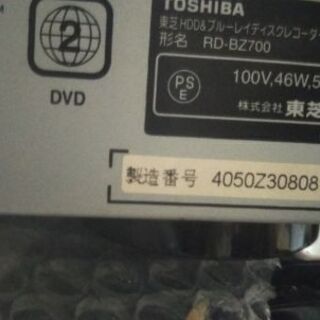 TOSHIBA
東芝HDD&ブルーレイディスクレコーダー
形名 RD-BZ700
2
DVD
PS
E
100V,46W,5
株式会社 東芝
製造番号 4050Z30808